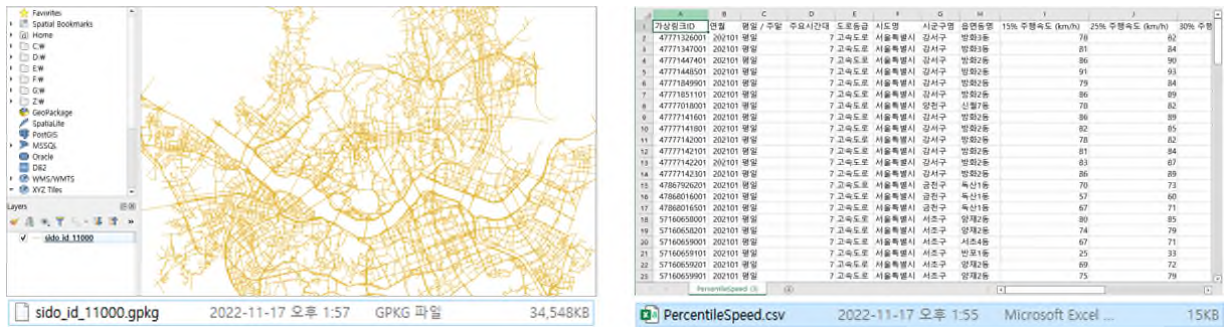 Favorites
Spatial Bookmarks
Home
C:₩
D:₩
E:₩
F:₩
G:₩
Z:₩
GeoPackage
SpatiaLite
PostGIS
MSSQL
Oracle
DB2
WMS/WMTS
XYZ Tiles
Layers
sido_id_11000
sido_id_11000.gpkg 2022-11-17 오후 1:57 GPKG 파일 34,548KB
A B C D E F G H I J
1 가상링크ID 연월 평일 / 주말 주요시간대 도로등급 시도명 시군구명 읍면동명 15% 주행속도 (km/h) 25% 주행속도 (km/h) 30% 주행
2 47771326001 202101 평일 7 고속도로 서울특별시 강서구 방화3동 78 82
3 47771347001 202101 평일 7 고속도로 서울특별시 강서구 방화3동 81 84
4 47771447401 202101 평일 7 고속도로 서울특별시 강서구 방화2동 86 90
5 47771448501 202101 평일 7 고속도로 서울특별시 강서구 방화2동 91 93
6 47771849901 202101 평일 7 고속도로 서울특별시 강서구 방화2동 79 84
7 47771851101 202101 평일 7 고속도로 서울특별시 강서구 방화2동 86 89
8 47777018001 202101 평일 7 고속도로 서울특별시 양천구 신월7동 78 82
9 47777141601 202101 평일 7 고속도로 서울특별시 강서구 방화2동 86 89
10 47777141801 202101 평일 7 고속도로 서울특별시 강서구 방화2동 82 85
11 47777142001 202101 평일 7 고속도로 서울특별시 강서구 방화2동 78 82
12 47777142101 202101 평일 7 고속도로 서울특별시 강서구 방화2동 81 84
13 47777142201 202101 평일 7 고속도로 서울특별시 강서구 방화2동 83 87
14 47777142301 202101 평일 7 고속도로 서울특별시 강서구 방화2동 86 89
15 47867926201 202101 평일 7 고속도로 서울특별시 금천구 독산1동 70 73
16 47868016001 202101 평일 7 고속도로 서울특별시 금천구 독산1동 57 60
17 47868016501 202101 평일 7 고속도로 서울특별시 금천구 독산1동 67 71
18 57160658001 202101 평일 7 고속도로 서울특별시 서초구 양재2동 80 85
19 57160658201 202101 평일 7 고속도로 서울특별시 서초구 양재2동 74 79
20 57160659001 202101 평일 7 고속도로 서울특별시 서초구 서초4동 67 71
21 57160659101 202101 평일 7 고속도로 서울특별시 서초구 반포1동 25 33
22 57160659201 202101 평일 7 고속도로 서울특별시 서초구 양재2동 69 72
23 57160659901 202101 평일 7 고속도로 서울특별시 서초구 양재2동 75 79
PercentileSpeed (3)
PercentileSpeed.csv 2022-11-17 오후 1:55 Microsoft Excel ... 15KB